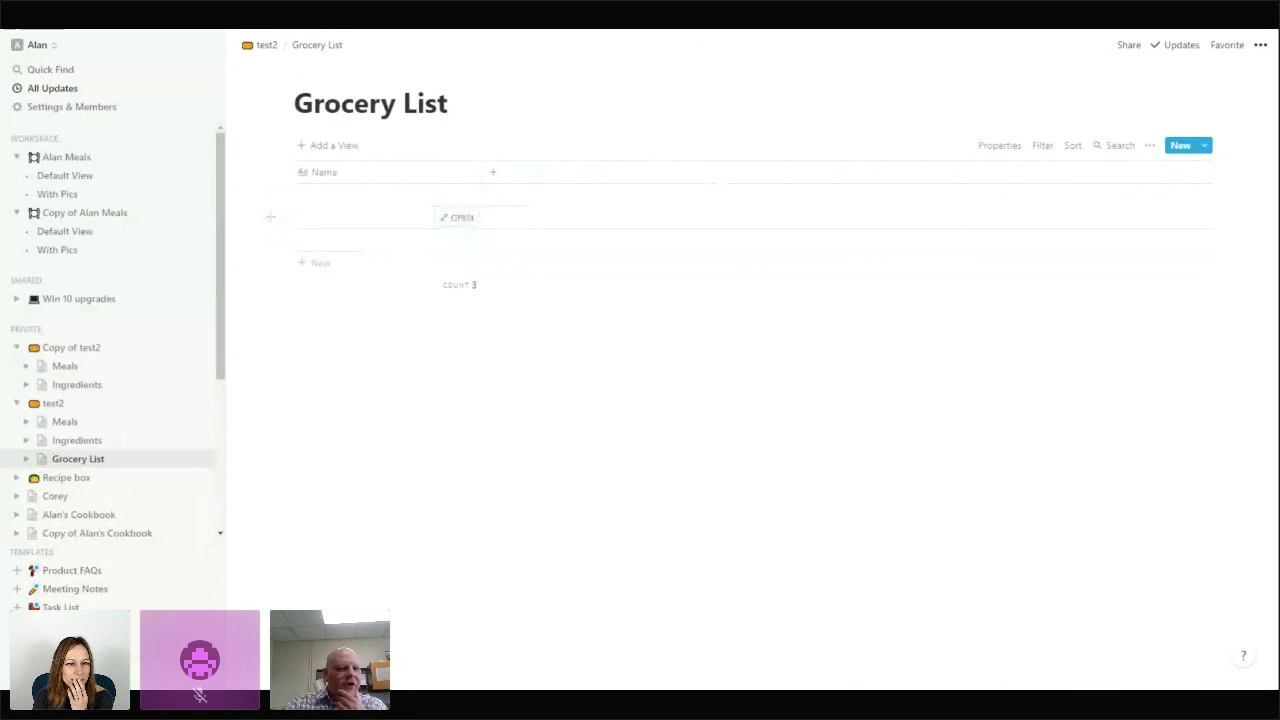 A Alan
test2 / Grocery List
Share
Updates
Favorite
Quick Find
All Updates
Settings & Members
WORKSPACE
Alan Meals
Default View
With Pics
Copy of Alan Meals
Default View
With Pics
SHARED
Win 10 upgrades
PRIVATE
Copy of test2
Meals
Ingredients
test2
Meals
Ingredients
Grocery List
Recipe box
Corey
Alan's Cookbook
Copy of Alan's Cookbook
TEMPLATES
Product FAQs
Meeting Notes
Task List
Grocery List
+ Add a View
Properties
Filter
Sort
Search
New
Aa Name
+
OPEN
+ New
COUNT 3
?